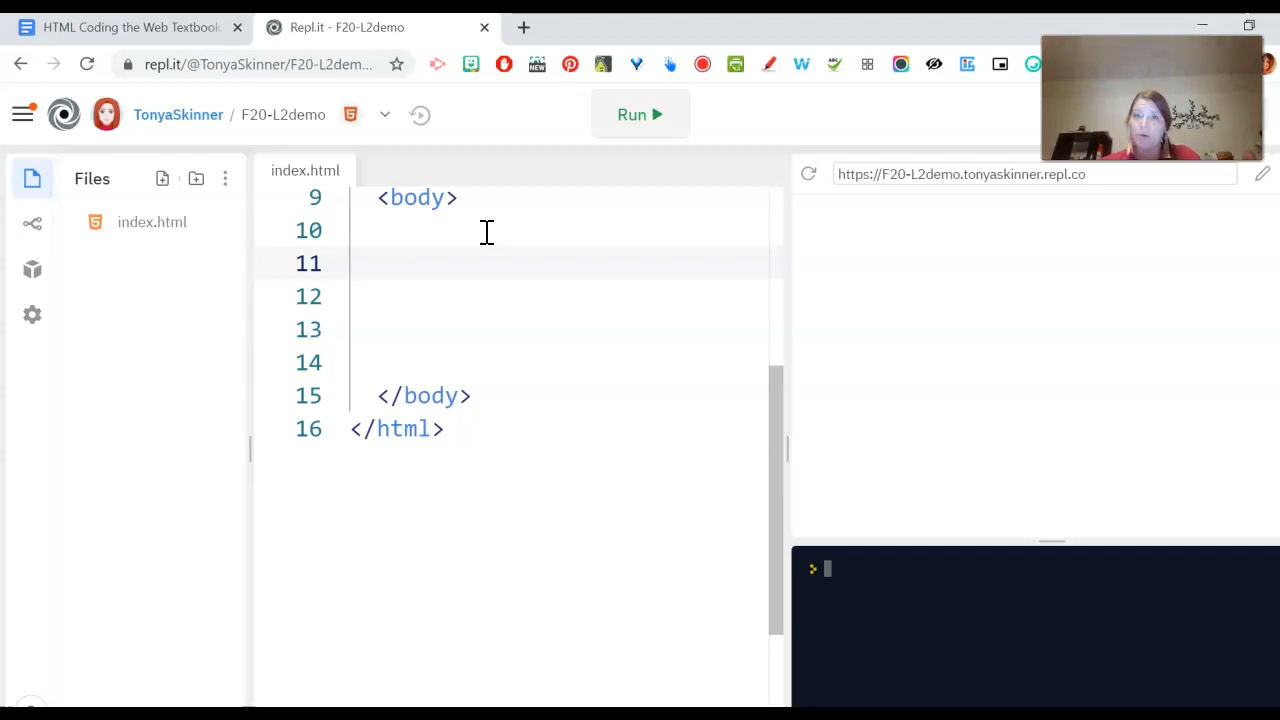 HTML Coding the Web Textbook
Repl.it - F20-L2demo
repl.it/@TonyaSkinner/F20-L2dem...
TonyaSkinner / F20-L2demo
Run
Files
index.html
index.html
https://F20-L2demo.tonyaskinner.repl.co
9 <body>
10
11
12
13
14
15 </body>
16 </html>
>